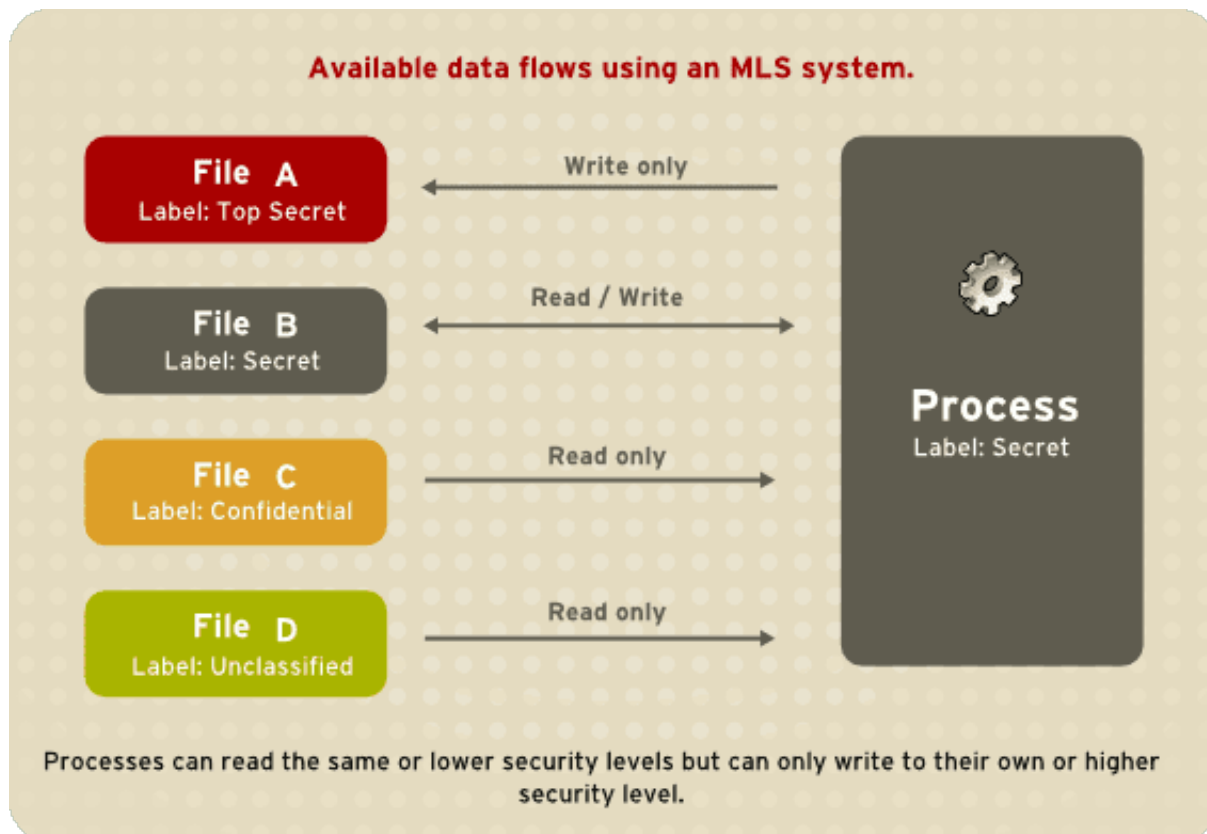 Available data flows using an MLS system.
File A
Label: Top Secret
Write only
File B
Label: Secret
Read / Write
File C
Label: Confidential
Read only
File D
Label: Unclassified
Read only
Process
Label: Secret
Processes can read the same or lower security levels but can only write to their own or higher
security level.